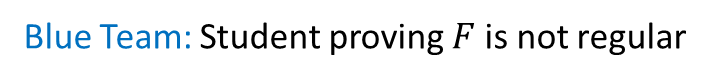 Blue Team: Student proving F is not regular